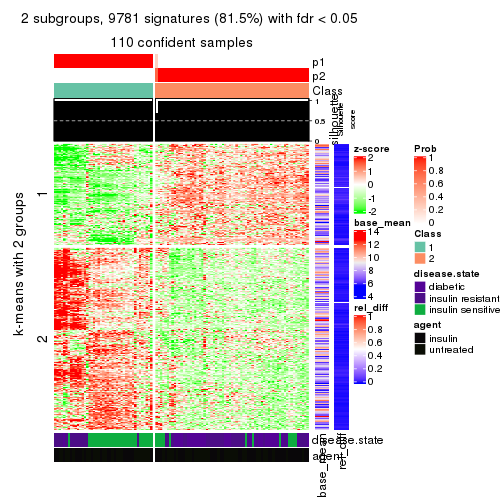 2 subgroups, 9781 signatures (81.5%) with fdr < 0.05
110 confident samples
p1
p2
Class
1
0.5
0
silhouette
score
k-means with 2 groups
1
2
disease.state
agent
base_mean
rel_diff
z-score
2
1
0
-1
-2
base_mean
14
12
10
8
6
4
rel_diff
1
0.8
0.6
0.4
0.2
0
Prob
1
0.8
0.6
0.4
0.2
0
Class
1
2
disease.state
diabetic
insulin resistant
insulin sensitive
agent
insulin
untreated